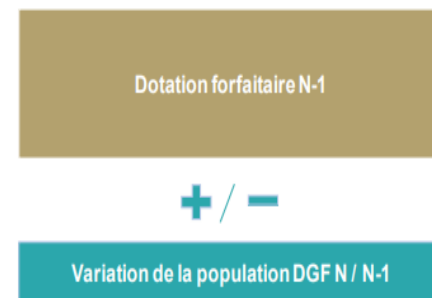 Dotation forfaitaire N-1
+ / −
Variation de la population DGF N / N-1